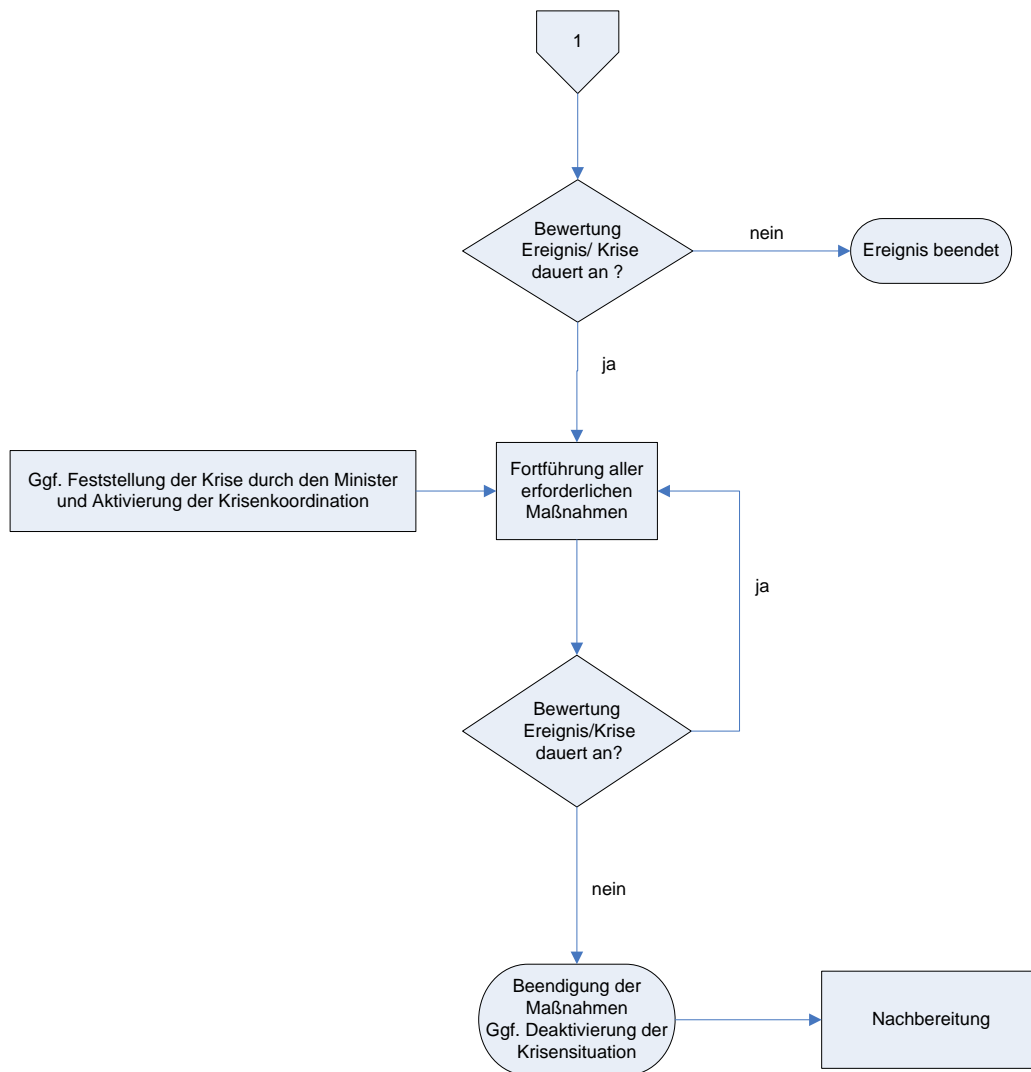 1
Bewertung
Ereignis/ Krise
dauert an ?
nein
Ereignis beendet
ja
Ggf. Feststellung der Krise durch den Minister
und Aktivierung der Krisenkoordination
Fortführung aller
erforderlichen
Maßnahmen
ja
Bewertung
Ereignis/Krise
dauert an?
nein
Beendigung der
Maßnahmen
Ggf. Deaktivierung der
Krisensituation
Nachbereitung